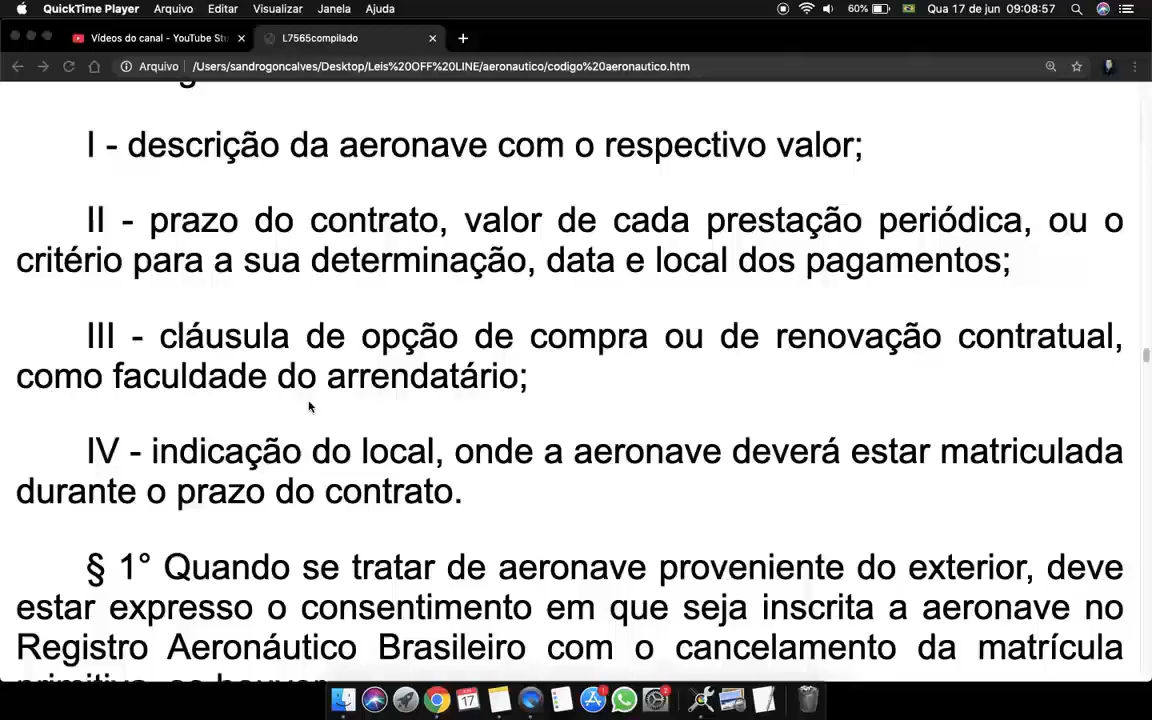 QuickTime Player Arquivo Editar Visualizar Janela Ajuda 60% Qua 17 de jun 09:08:57
Vídeos do canal - YouTube Stu L7565compilado
Arquivo /Users/sandrogoncalves/Desktop/Leis%20OFF%20LINE/aeronautico/codigo%20aeronautico.htm
I - descrição da aeronave com o respectivo valor;
II - prazo do contrato, valor de cada prestação periódica, ou o
critério para a sua determinação, data e local dos pagamentos;
III - cláusula de opção de compra ou de renovação contratual,
como faculdade do arrendatário;
IV - indicação do local, onde a aeronave deverá estar matriculada
durante o prazo do contrato.
§ 1° Quando se tratar de aeronave proveniente do exterior, deve
estar expresso o consentimento em que seja inscrita a aeronave no
Registro Aeronáutico Brasileiro com o cancelamento da matrícula
17